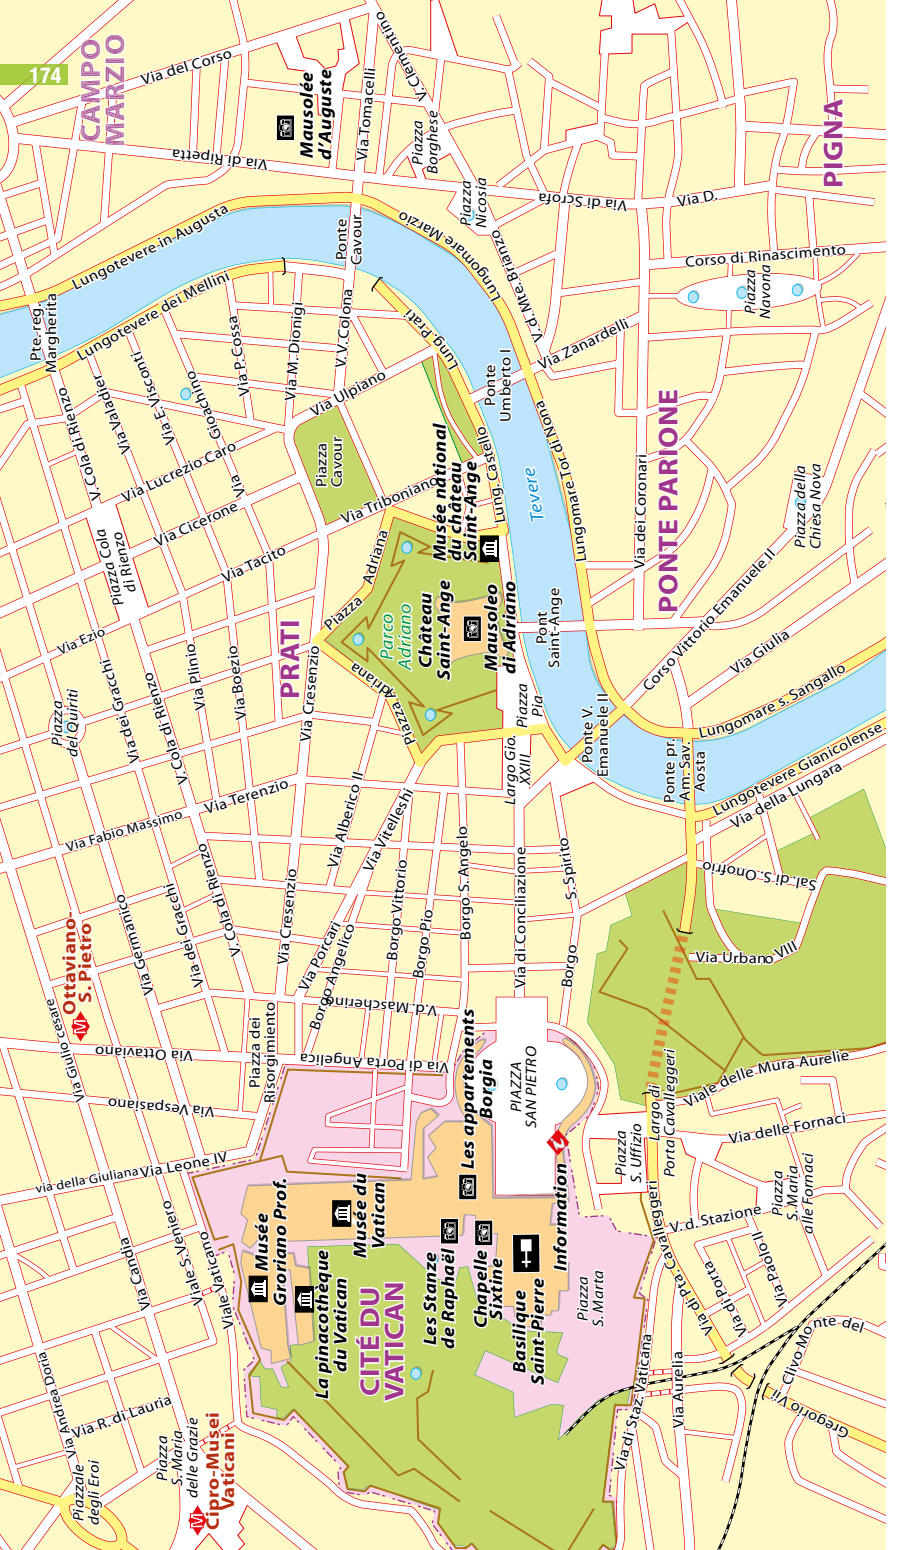 174
CAMPO
MARZIO
Via del Corso
Mausolée
d'Auguste
Via Tomacelli
V. Clementino
Piazza
Borghese
PIGNA
Via di Ripetta
Piazza
Nicosia
Via di Scrofa
Via D.
Lungotevere in Augusta
Ponte
Cavour
Lungomare Marzio
V. d. Mte. Brianzo
Corso di Rinascimento
Piazza
Navona
Pte. reg.
Margherita
Lungotevere dei Mellini
Lung. Prati
Via Zanardelli
V. Cola di Rienzo
Via Valadier
Via E. Visconti
Gioachino
Via
Via P. Cossa
Via M. Dionigi
V. V. Colona
Via Ulpiano
Ponte
Umberto I
Via Lucrezio Caro
Piazza
Cavour
Lung. Castello
Tevere
Lungomare Tor di Nona
Via dei Coronari
PONTE PARIONE
Piazza della
Chiesa Nova
Via Cicerone
Via Triboniano
Musée national
du château
Saint-Ange
Piazza Cola
di Rienzo
Via Tacito
Piazza Adriana
Parco
Adriano
Château
Saint-Ange
Mausoleo
di Adriano
Pont
Saint-Ange
Corso Vittorio Emanuele II
Via Giulia
Via Ezio
PRATI
Piazza
del Quiriti
Via dei Gracchi
V. Cola di Rienzo
Via Plinio
Via Boezio
Via Cresenzio
Piazza Adriana
Piazza
Pia
Ponte V.
Emanuele II
Lungomare s. Sangallo
Largo Gio.
XXIII
Ponte pr.
Am. Sav.
Aosta
Lungotevere Gianicolense
Via della Lungara
Via Fabio Massimo
Via Terenzio
Via Alberico II
Via Vitelleshi
Borgo S. Angelo
Via di Conciliazione
S. Spirito
Borgo
Sal. di S. Onofrio
Ottaviano-
S. Pietro
M
Via Germanico
Via dei Gracchi
V. Cola di Rienzo
Via Cresenzio
Via Porcari
Borgo Angelico
Borgo Vittorio
Borgo Pio
V. d. Mascherino
Via Urbano VIII
Via Giulio cesare
Via Ottaviano
Piazza dei
Risorgimiento
Via di Porta Angelica
Les appartements
Borgia
PIAZZA
SAN PIETRO
Via Vespasiano
Largo di
Porta Cavalleggeri
Viale delle Mura Aurelie
Via delle Fornaci
Piazza
S. Uffizio
Piazza
S. Maria
alle Fornaci
via della Giuliana
Via Leone IV
Musée du
Vatican
Musée
Groriano Prof.
Information
i
V. d. Stazione
Via di Porta Cavalleggeri
Via di Porta
Via Paolo II
Via Candia
Viale S. Veniero
Viale Vaticano
La pinacothèque
du Vatican
CITÉ DU
VATICAN
Les Stanze
de Raphaël
Chapelle
Sixtine
Basilique
Saint-Pierre
Piazza
S. Marta
Via Andrea Doria
Via R. di Lauria
Via di Staz. Vaticana
Via Aurelia
Clivo Monte del
Gregorio VII
Piazzale
degli Eroi
Piazza
S. Maria
delle Grazie
Cipro-Musei
Vaticani
M